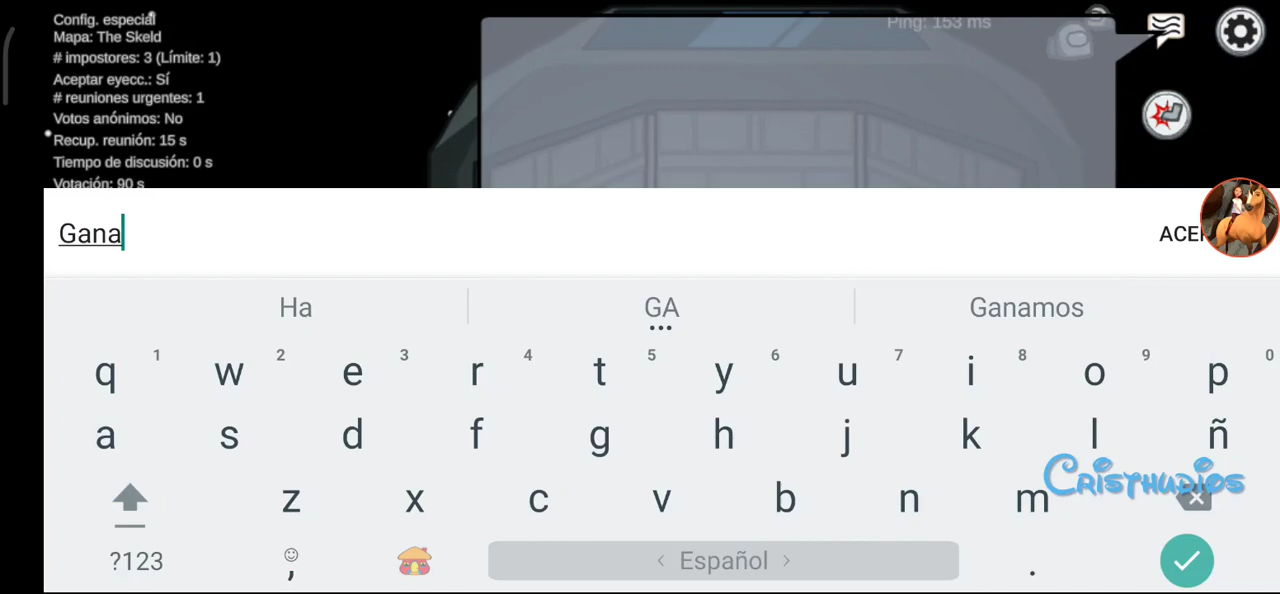 Config. especial
Mapa: The Skeld
# impostores: 3 (Límite: 1)
Aceptar eyecc.: Sí
# reuniones urgentes: 1
Votos anónimos: No
Recup. reunión: 15 s
Tiempo de discusión: 0 s
Votación: 90 s
Ping: 153 ms
Gana
Ha GA Ganamos
1 2 3 4 5 6 7 8 9 0
q w e r t y u i o p
a s d f g h j k l ñ
z x c v b n m
Cristhudios
?123 , Español .